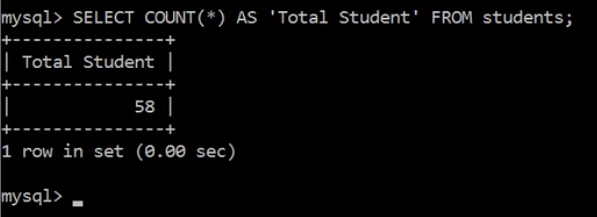 mysql> SELECT COUNT(*) AS 'Total Student' FROM students;
+---------------+
| Total Student |
+---------------+
|            58 |
+---------------+
1 row in set (0.00 sec)
mysql> _